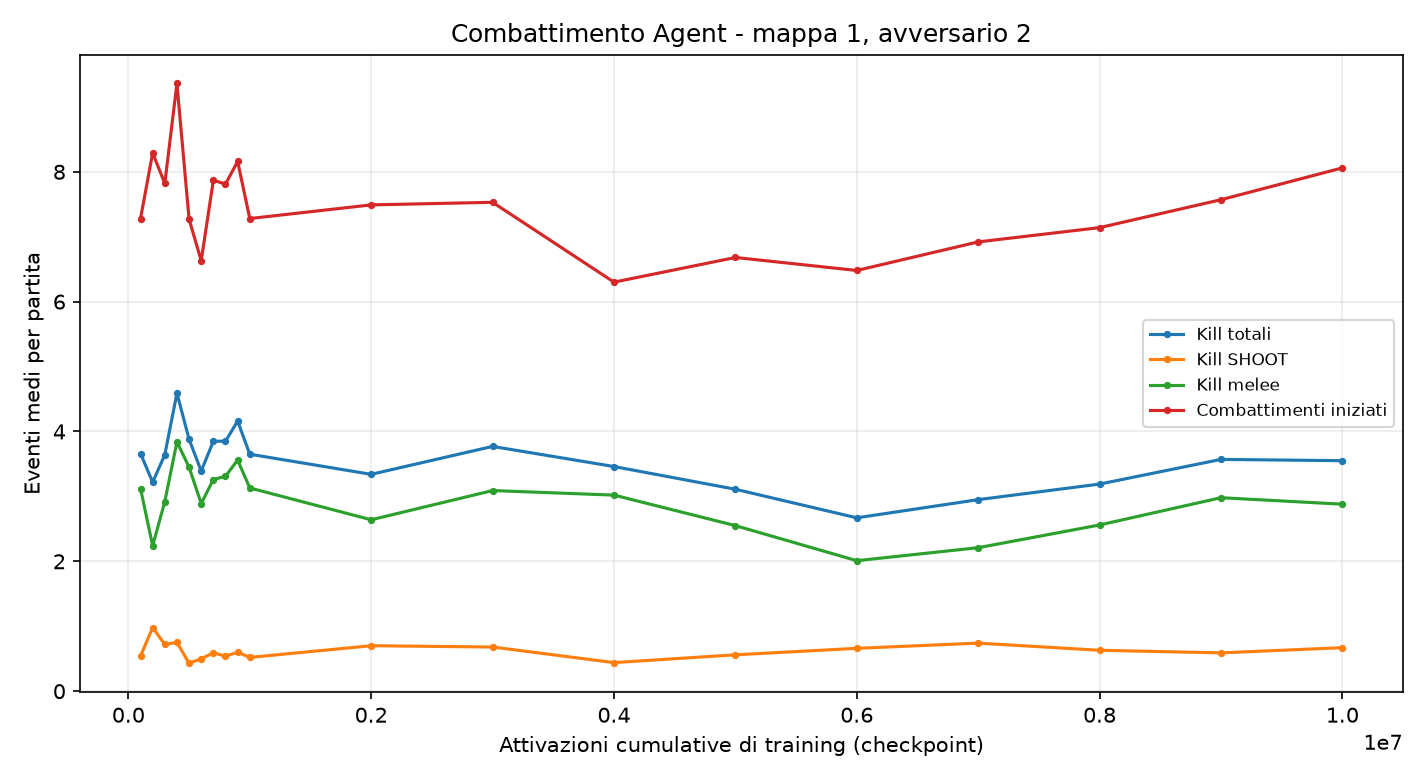 Combattimento Agent - mappa 1, avversario 2
Eventi medi per partita
8
6
4
2
0
Kill totali
Kill SHOOT
Kill melee
Combattimenti iniziati
0.0 0.2 0.4 0.6 0.8 1.0
1e7
Attivazioni cumulative di training (checkpoint)